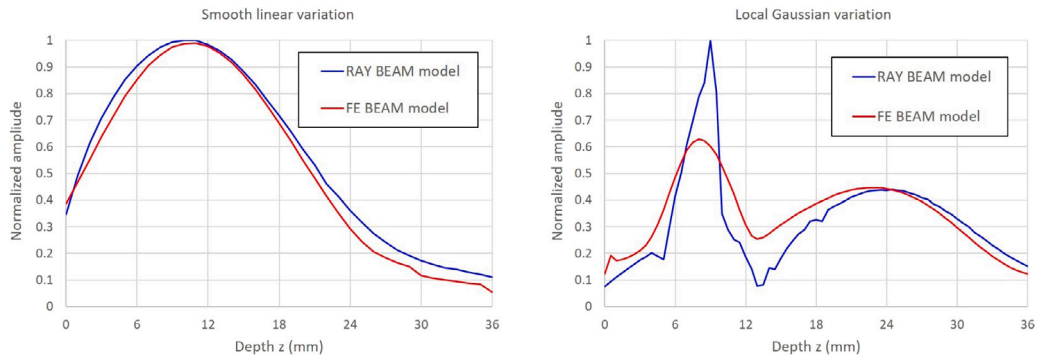 Smooth linear variation
Normalized ampliude
1
0.9
0.8
0.7
0.6
0.5
0.4
0.3
0.2
0.1
0
RAY BEAM model
FE BEAM model
0 6 12 18 24 30 36
Depth z (mm)
Local Gaussian variation
Normalized amplitude
1
0.9
0.8
0.7
0.6
0.5
0.4
0.3
0.2
0.1
0
RAY BEAM model
FE BEAM model
0 6 12 18 24 30 36
Depth z (mm)